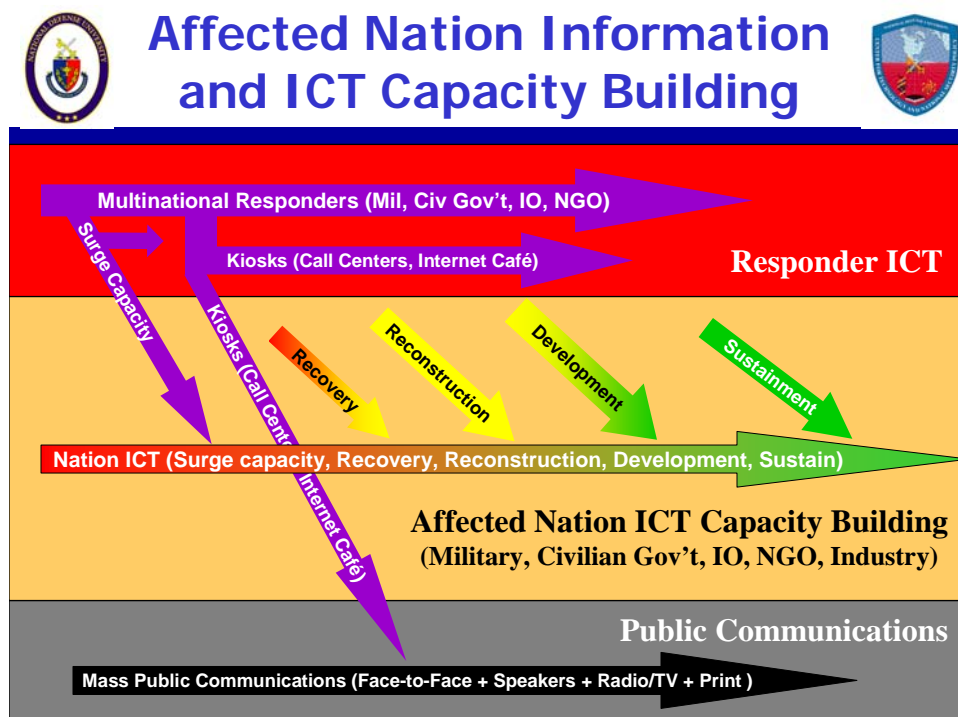 Affected Nation Information
and ICT Capacity Building
NATIONAL DEFENSE UNIVERSITY
Multinational Responders (Mil, Civ Gov’t, IO, NGO)
Surge Capacity
Kiosks (Call Centers, Internet Café)
Responder ICT
Kiosks (Call Cente Internet Café)
Recovery
Reconstruction
Development
Sustainment
Nation ICT (Surge capacity, Recovery, Reconstruction, Development, Sustain)
Affected Nation ICT Capacity Building
(Military, Civilian Gov’t, IO, NGO, Industry)
Public Communications
Mass Public Communications (Face-to-Face + Speakers + Radio/TV + Print )